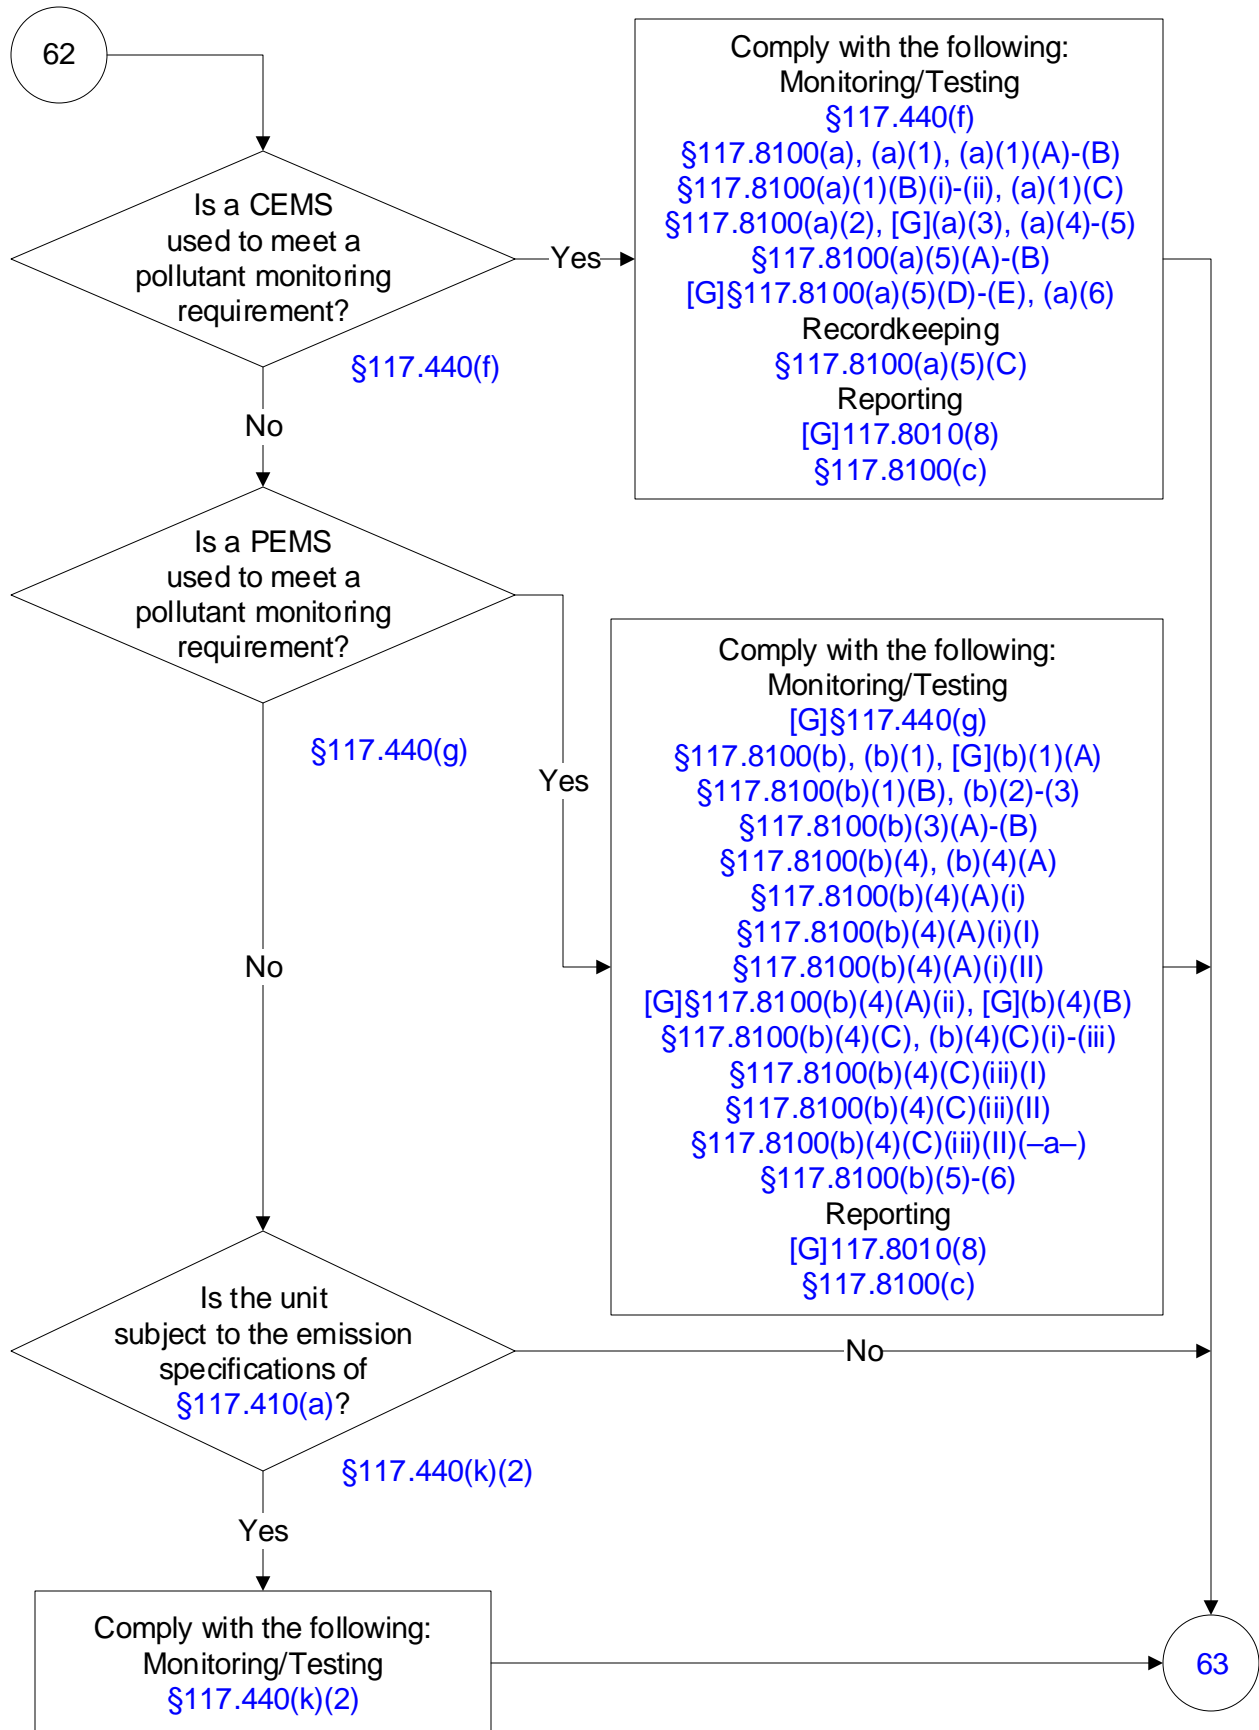 62
Is a CEMS
used to meet a
pollutant monitoring
requirement?
§117.440(f)
Yes
Comply with the following:
Monitoring/Testing
§117.440(f)
§117.8100(a), (a)(1), (a)(1)(A)-(B)
§117.8100(a)(1)(B)(i)-(ii), (a)(1)(C)
§117.8100(a)(2), [G](a)(3), (a)(4)-(5)
§117.8100(a)(5)(A)-(B)
[G]§117.8100(a)(5)(D)-(E), (a)(6)
Recordkeeping
§117.8100(a)(5)(C)
Reporting
[G]117.8010(8)
§117.8100(c)
No
Is a PEMS
used to meet a
pollutant monitoring
requirement?
§117.440(g)
Yes
Comply with the following:
Monitoring/Testing
[G]§117.440(g)
§117.8100(b), (b)(1), [G](b)(1)(A)
§117.8100(b)(1)(B), (b)(2)-(3)
§117.8100(b)(3)(A)-(B)
§117.8100(b)(4), (b)(4)(A)
§117.8100(b)(4)(A)(i)
§117.8100(b)(4)(A)(i)(I)
§117.8100(b)(4)(A)(i)(II)
[G]§117.8100(b)(4)(A)(ii), [G](b)(4)(B)
§117.8100(b)(4)(C), (b)(4)(C)(i)-(iii)
§117.8100(b)(4)(C)(iii)(I)
§117.8100(b)(4)(C)(iii)(II)
§117.8100(b)(4)(C)(iii)(II)(–a–)
§117.8100(b)(5)-(6)
Reporting
[G]117.8010(8)
§117.8100(c)
No
Is the unit
subject to the emission
specifications of
§117.410(a)?
§117.440(k)(2)
No
Yes
Comply with the following:
Monitoring/Testing
§117.440(k)(2)
63